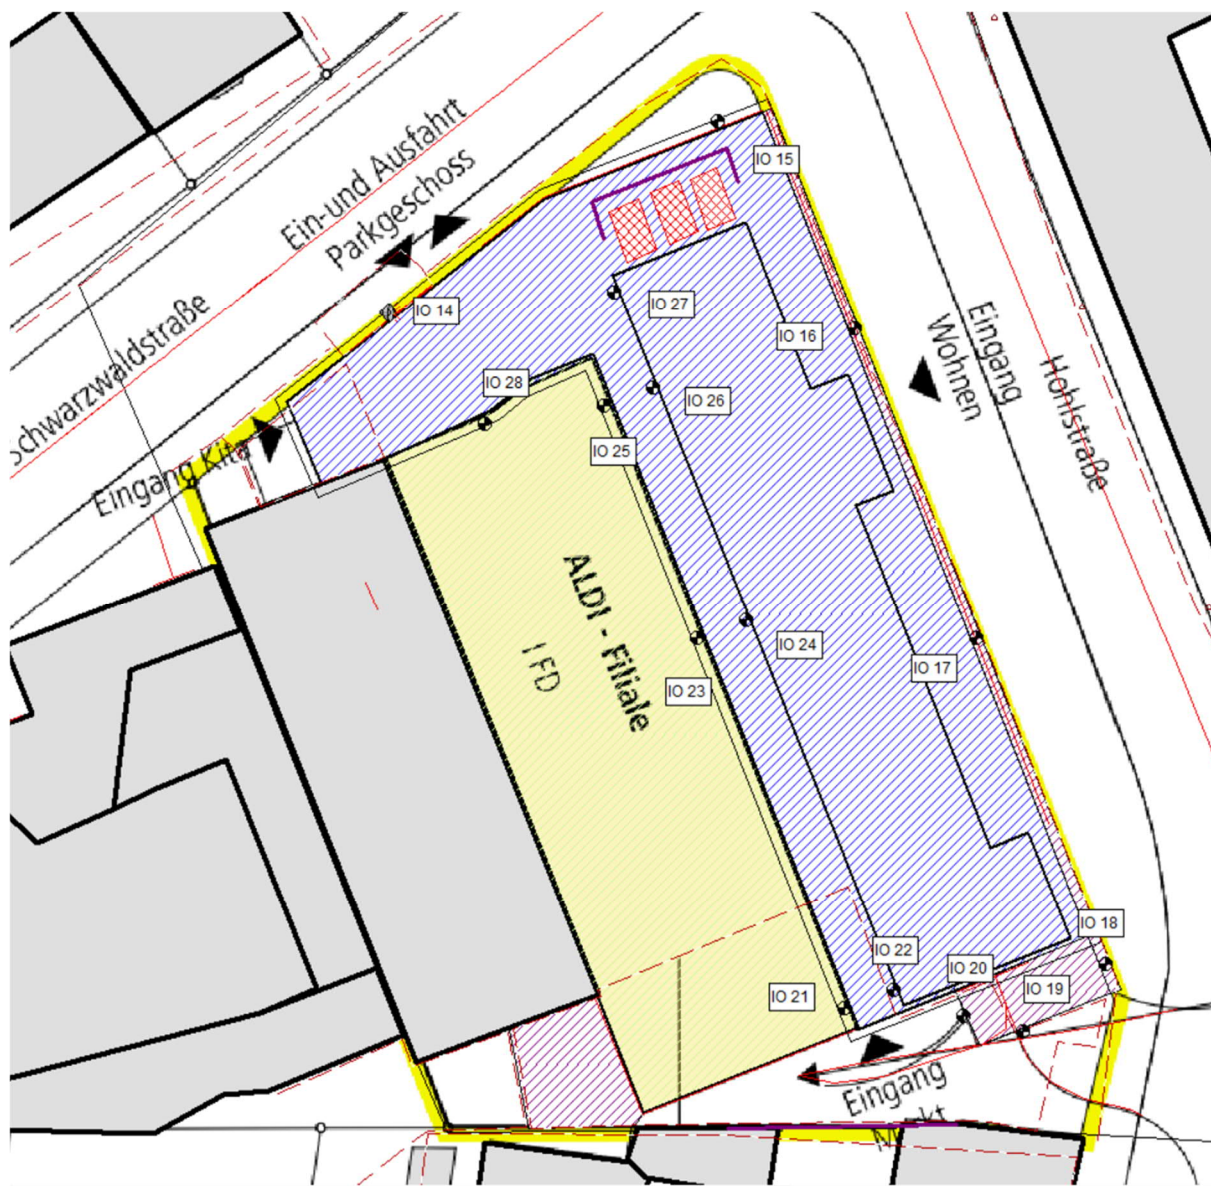 Ein-und Ausfahrt
Parkgeschoss
IO 15
IO 14
IO 27
IO 16
Eingang
Wohnen
Schwarzwaldstraße
IO 28
IO 26
Hohlstraße
IO 25
Eingang Kita
ALDI - Filiale
I FD
IO 24
IO 23
IO 17
IO 18
IO 22
IO 20
IO 19
IO 21
Eingang